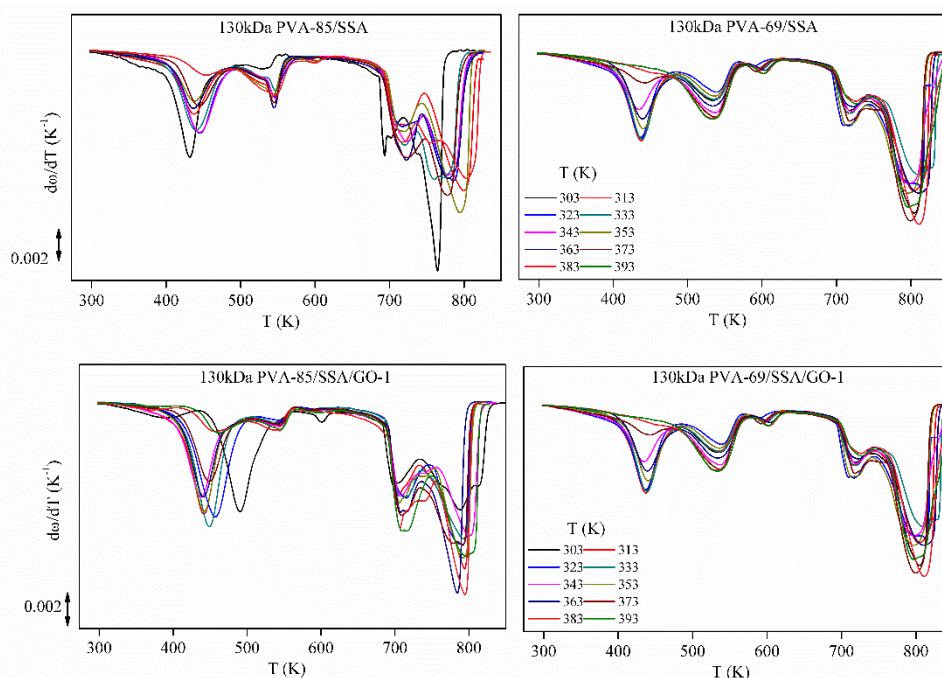 130kDa PVA-85/SSA
dω/dT (K⁻¹)
0.002
300 400 500 600 700 800
T (K)
130kDa PVA-69/SSA
T (K)
303 313
323 333
343 353
363 373
383 393
300 400 500 600 700 800
T (K)
130kDa PVA-85/SSA/GO-1
dω/dT (K⁻¹)
0.002
300 400 500 600 700 800
T (K)
130kDa PVA-69/SSA/GO-1
T (K)
303 313
323 333
343 353
363 373
383 393
300 400 500 600 700 800
T (K)